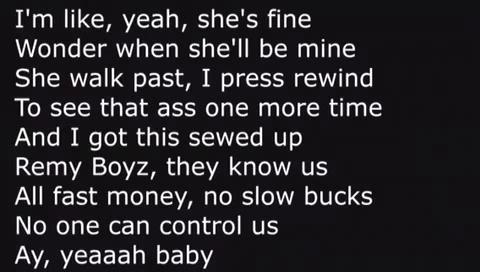 I'm like, yeah, she's fine
Wonder when she'll be mine
She walk past, I press rewind
To see that ass one more time
And I got this sewed up
Remy Boyz, they know us
All fast money, no slow bucks
No one can control us
Ay, yeaaah baby